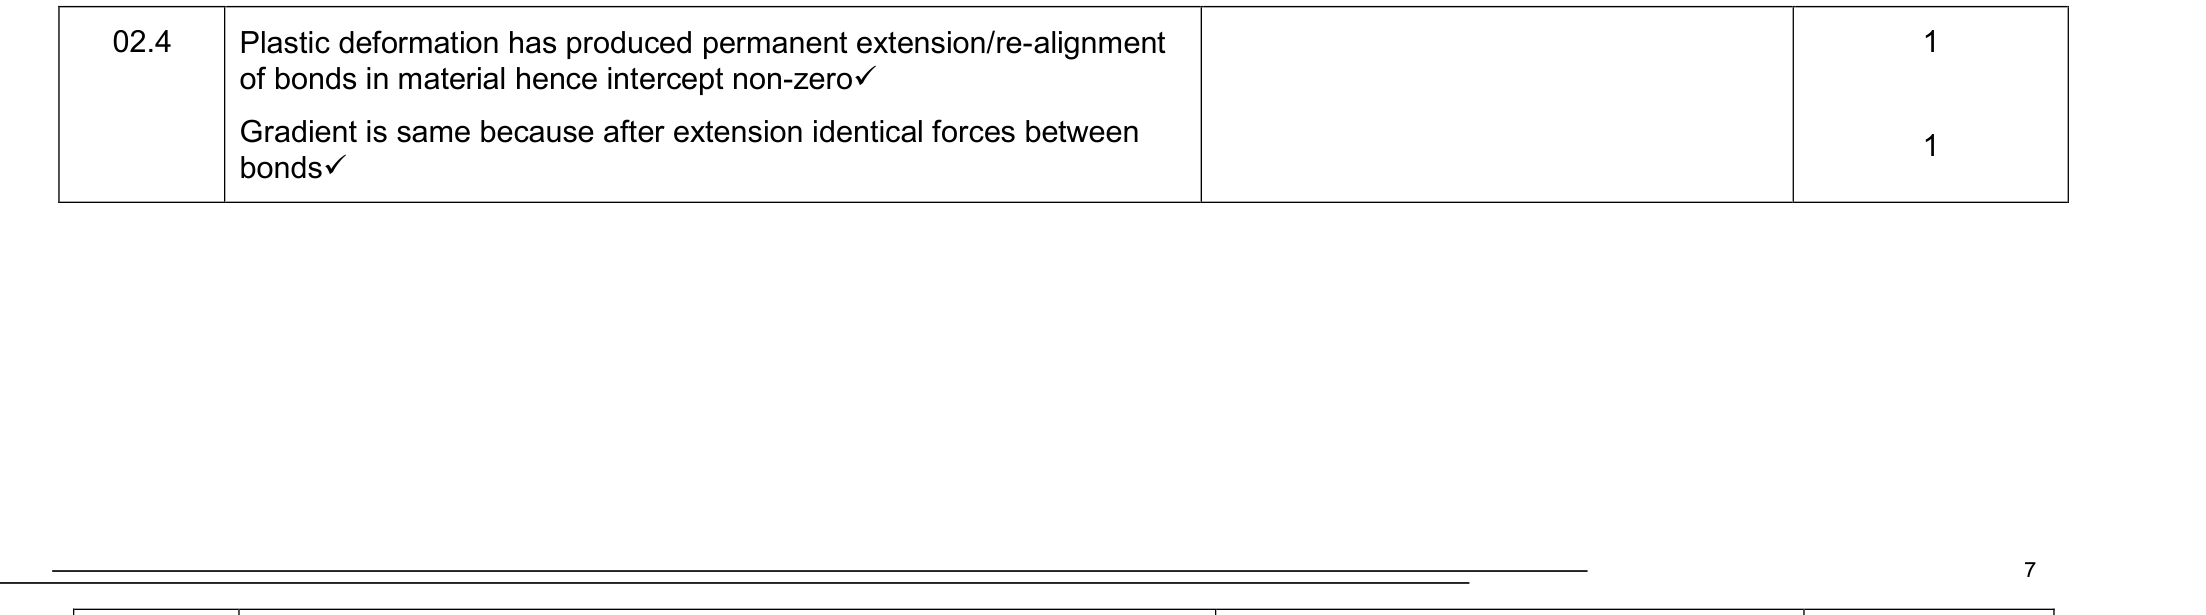 02.4
Plastic deformation has produced permanent extension/re-alignment
of bonds in material hence intercept non-zero✓
1
Gradient is same because after extension identical forces between
bonds✓
1
7